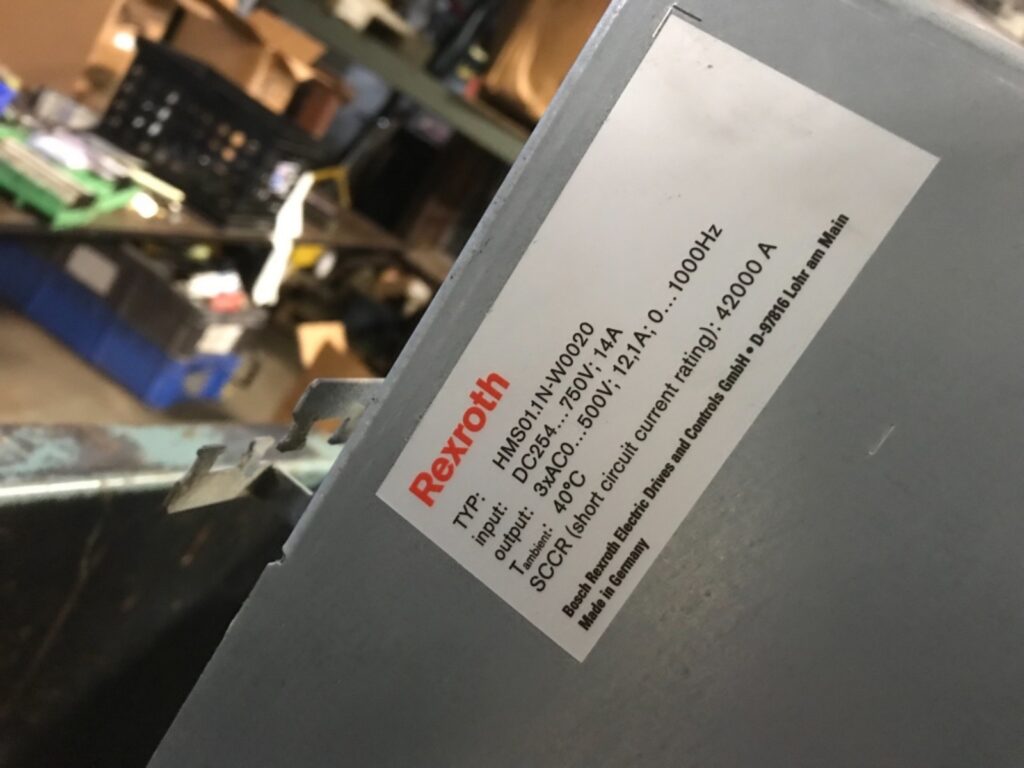 Rexroth
TYP: HMS01.1N-W0020
input: DC254...750V; 14A
output: 3xAC0...500V; 12,1A; 0...1000Hz
Tambient: 40°C
SCCR (short circuit current rating): 42000 A
Bosch Rexroth Electric Drives and Controls GmbH • D-97816 Lohr am Main
Made in Germany